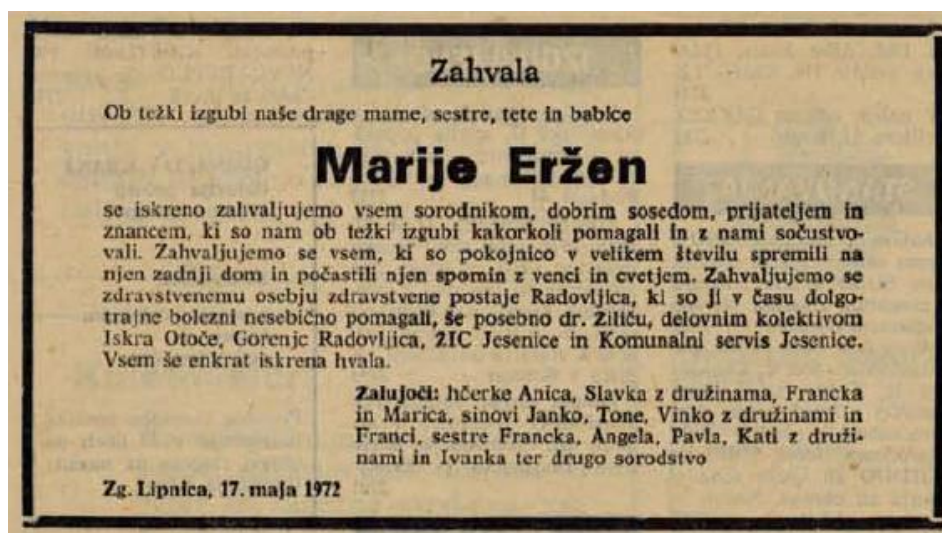 Zahvala
Ob težki izgubi naše drage mame, sestre, tete in babice
Marije Eržen
se iskreno zahvaljujemo vsem sorodnikom, dobrim sosedom, prijateljem in
znancem, ki so nam ob težki izgubi kakorkoli pomagali in z nami sočustvo-
vali. Zahvaljujemo se vsem, ki so pokojnico v velikem številu spremili na
njen zadnji dom in počastili njen spomin z venci in cvetjem. Zahvaljujemo se
zdravstvenemu osebju zdravstvene postaje Radovljica, ki so ji v času dolgo-
trajne bolezni nesebično pomagali, še posebno dr. Ziliču, delovnim kolektivom
Iskra Otoče, Gorenje Radovljica, ŽIC Jesenice in Komunalni servis Jesenice.
Vsem še enkrat iskrena hvala.
Žalujoči: hčerke Anica, Slavka z družinama, Francka
in Marica, sinovi Janko, Tone, Vinko z družinami in
Franci, sestre Francka, Angela, Pavla, Kati z druži-
nami in Ivanka ter drugo sorodstvo
Zg. Lipnica, 17. maja 1972